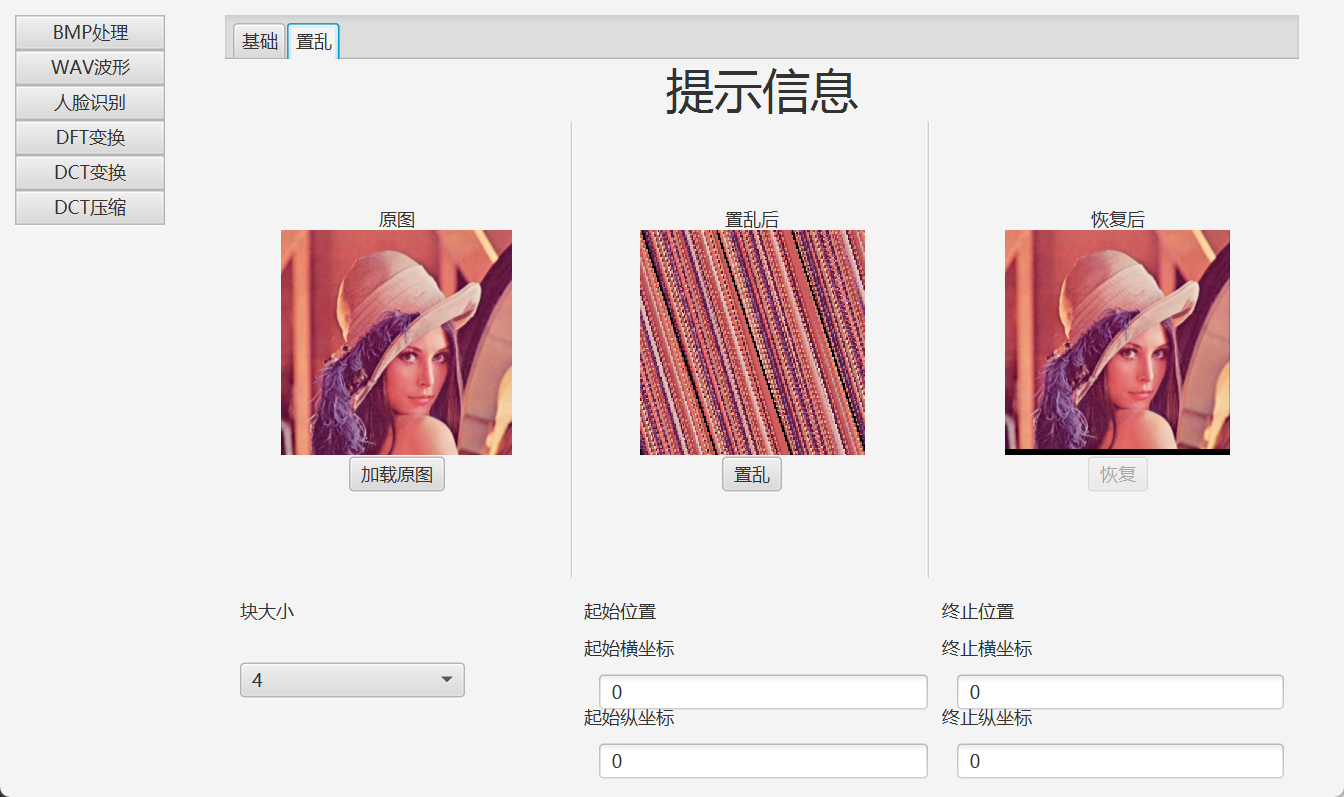 BMP处理
WAV波形
人脸识别
DFT变换
DCT变换
DCT压缩
基础 置乱
提示信息
原图 置乱后 恢复后
加载原图 置乱 恢复
块大小 起始位置 终止位置
起始横坐标 终止横坐标
4 0 0
起始纵坐标 终止纵坐标
0 0